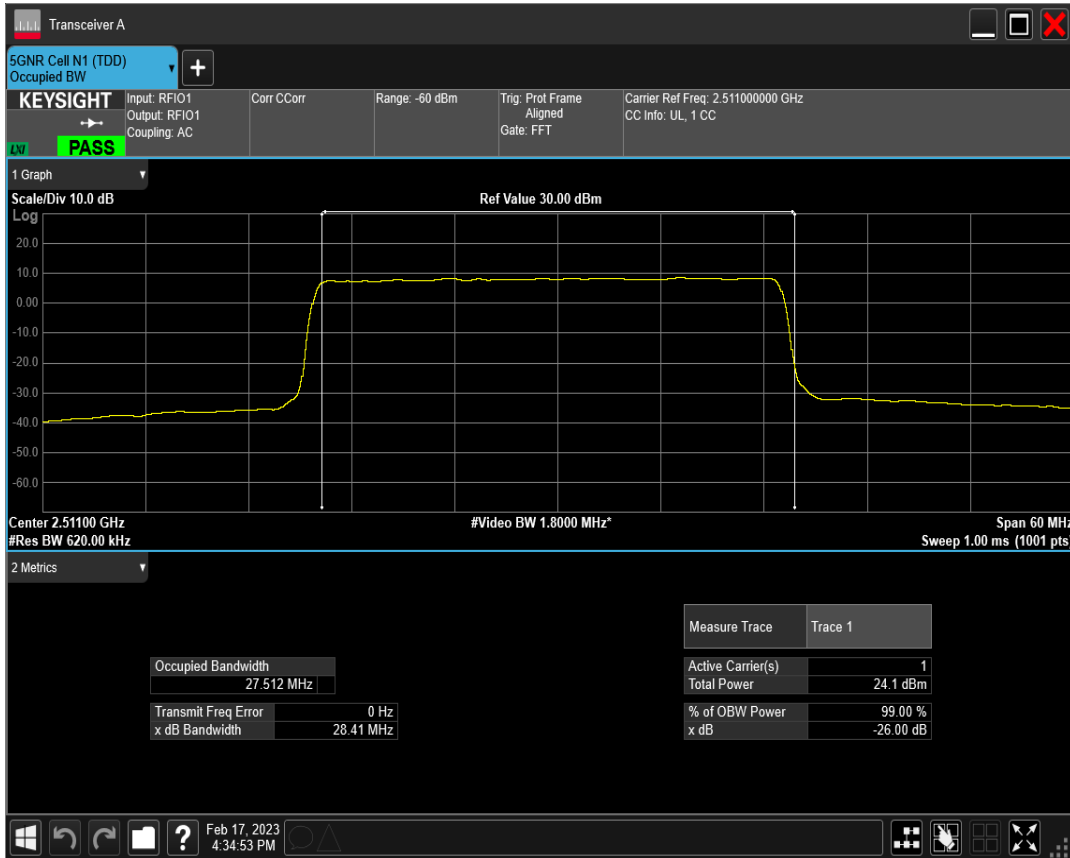 Transceiver A
5GNR Cell N1 (TDD)
Occupied BW
+
KEYSIGHT
LXI
PASS
Input: RFIO1
Output: RFIO1
Coupling: AC
Corr CCorr
Range: -60 dBm
Trig: Prot Frame
Aligned
Gate: FFT
Carrier Ref Freq: 2.511000000 GHz
CC Info: UL, 1 CC
1 Graph
Scale/Div 10.0 dB
Ref Value 30.00 dBm
Log
20.0
10.0
0.00
-10.0
-20.0
-30.0
-40.0
-50.0
-60.0
Center 2.51100 GHz
#Video BW 1.8000 MHz*
Span 60 MHz
#Res BW 620.00 kHz
Sweep 1.00 ms (1001 pts)
2 Metrics
Measure Trace Trace 1
Occupied Bandwidth
27.512 MHz
Active Carrier(s) 1
Total Power 24.1 dBm
Transmit Freq Error 0 Hz
x dB Bandwidth 28.41 MHz
% of OBW Power 99.00 %
x dB -26.00 dB
?
Feb 17, 2023
4:34:53 PM